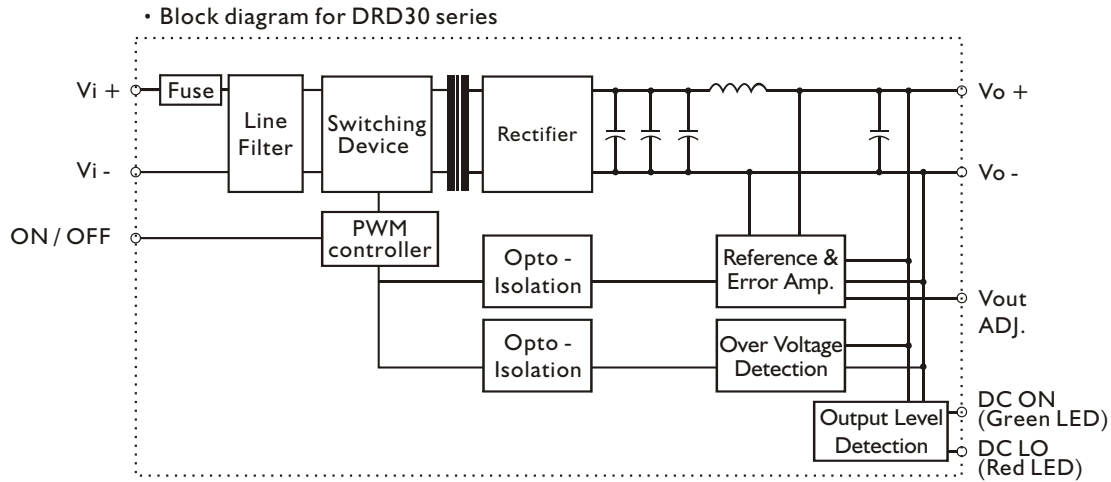 · Block diagram for DRD30 series
Vi +
Fuse
Line
Filter
Switching
Device
Rectifier
Vo +
Vi -
Vo -
ON / OFF
PWM
controller
Opto -
Isolation
Reference &
Error Amp.
Vout
ADJ.
Opto -
Isolation
Over Voltage
Detection
Output Level
Detection
DC ON
(Green LED)
DC LO
(Red LED)